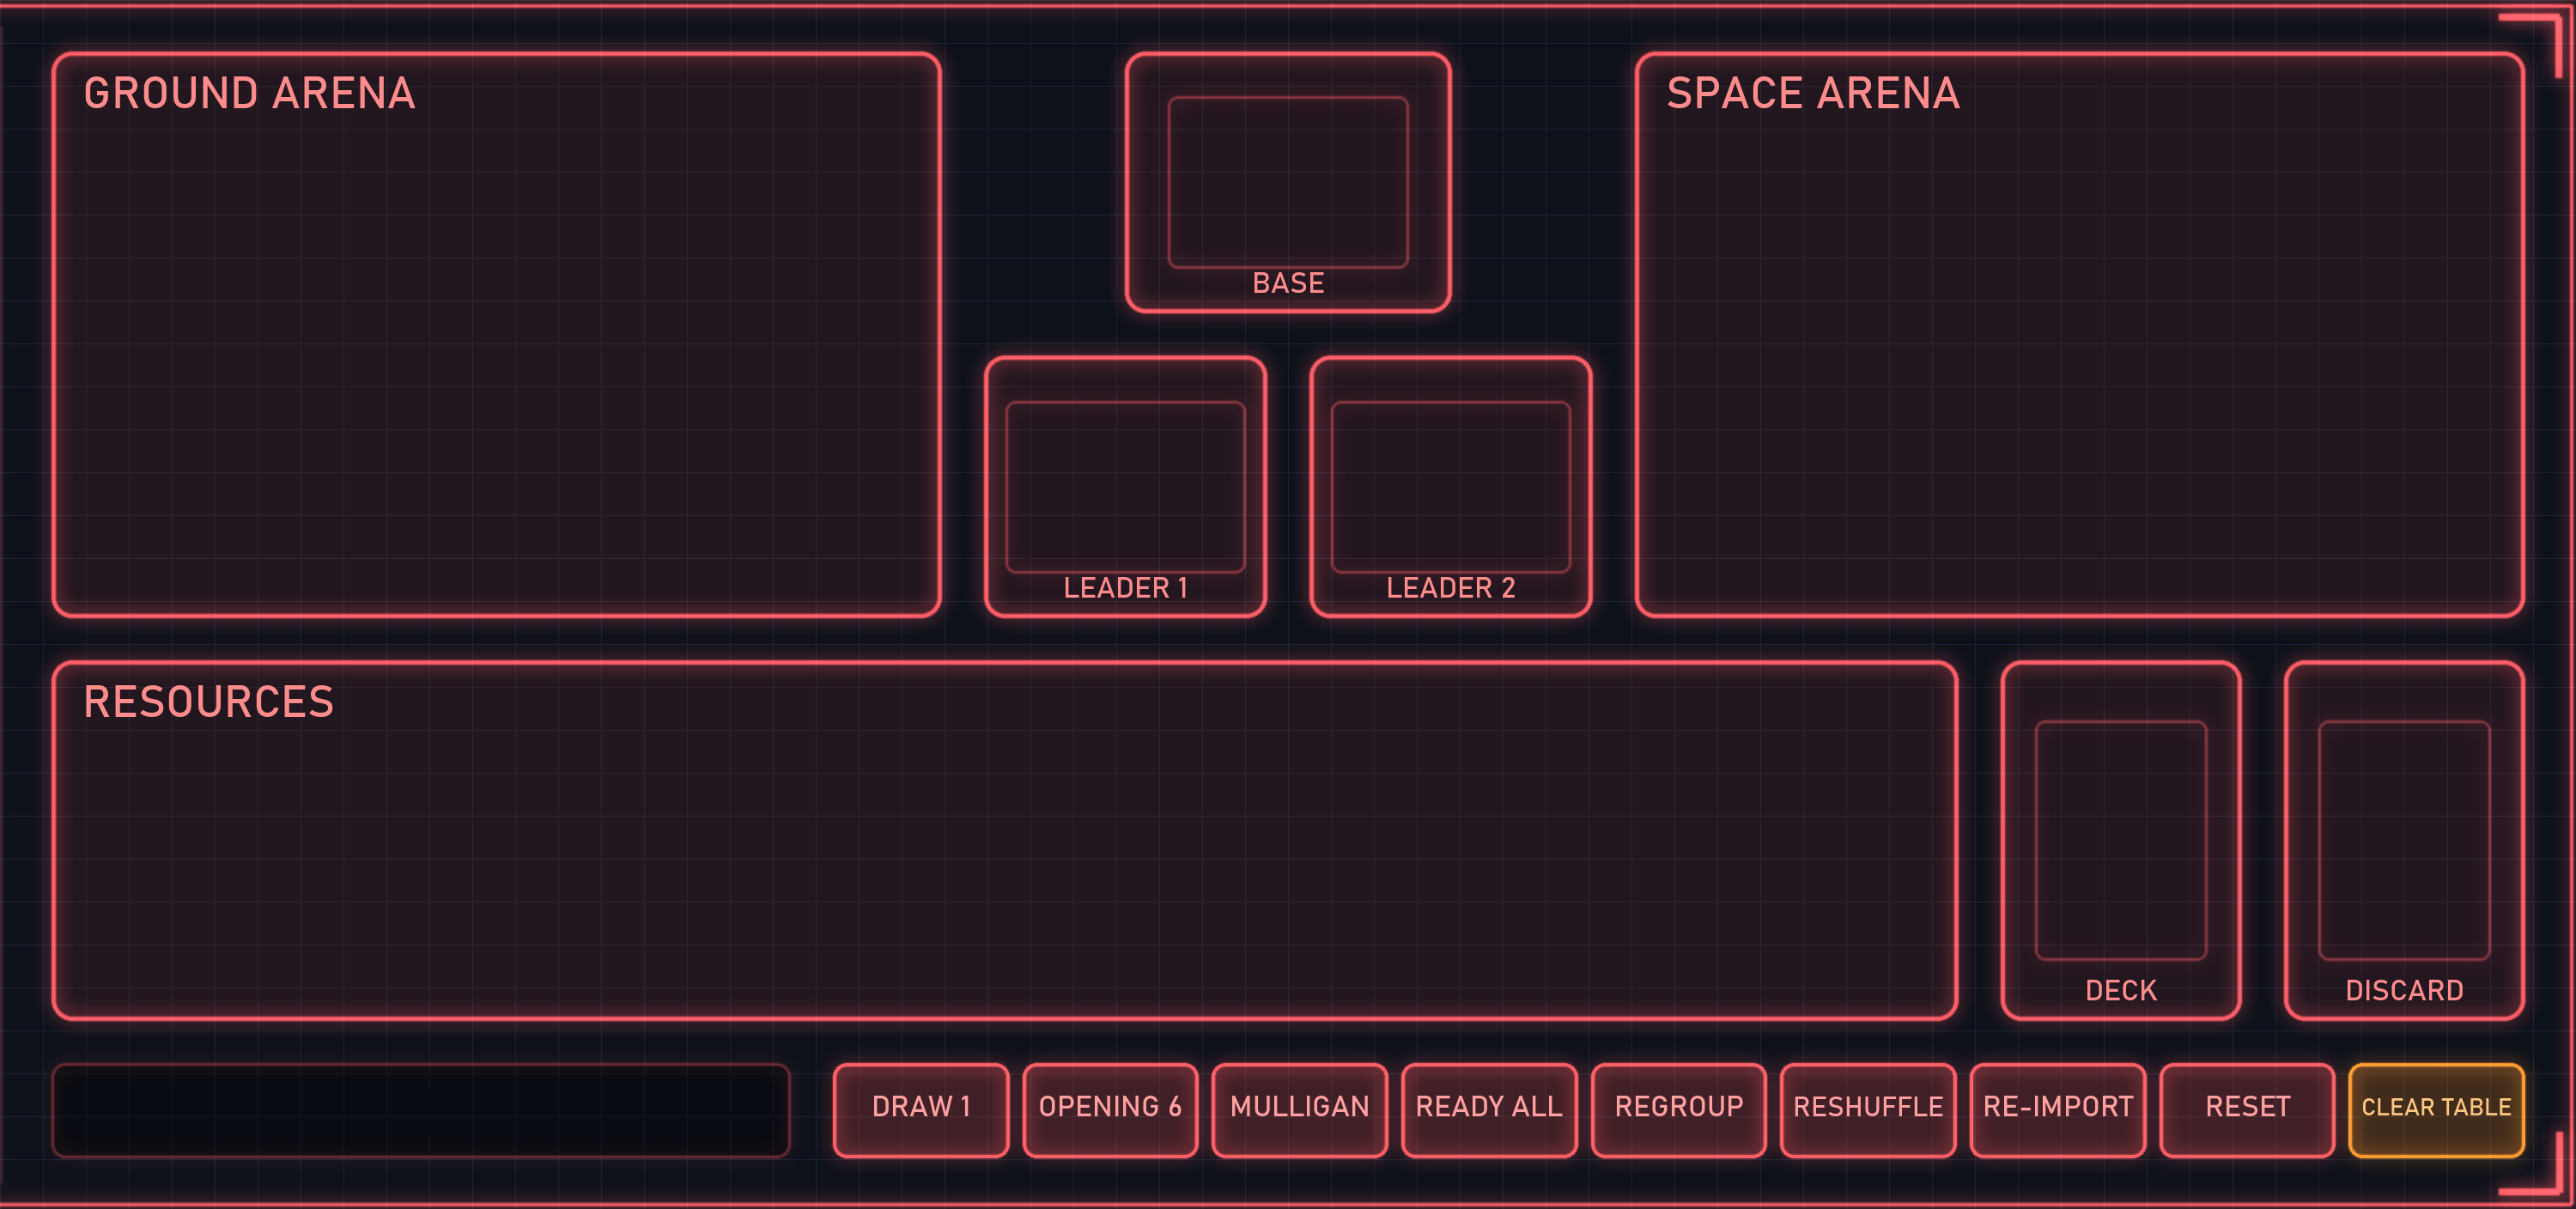 GROUND ARENA
BASE
SPACE ARENA
LEADER 1
LEADER 2
RESOURCES
DECK
DISCARD
DRAW 1
OPENING 6
MULLIGAN
READY ALL
REGROUP
RESHUFFLE
RE-IMPORT
RESET
CLEAR TABLE